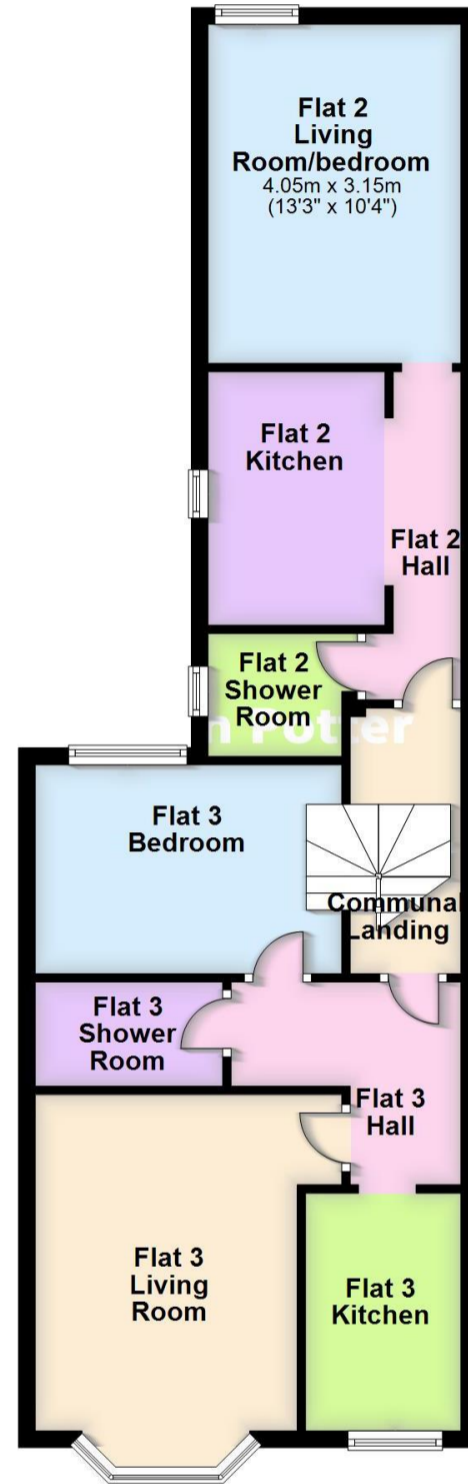 Flat 2
Living
Room/bedroom
4.05m x 3.15m
(13'3" x 10'4")
Flat 2
Kitchen
Flat 2
Hall
Flat 2
Shower
Room
n Potter
Flat 3
Bedroom
Communal
Landing
Flat 3
Shower
Room
Flat 3
Hall
Flat 3
Living
Room
Flat 3
Kitchen